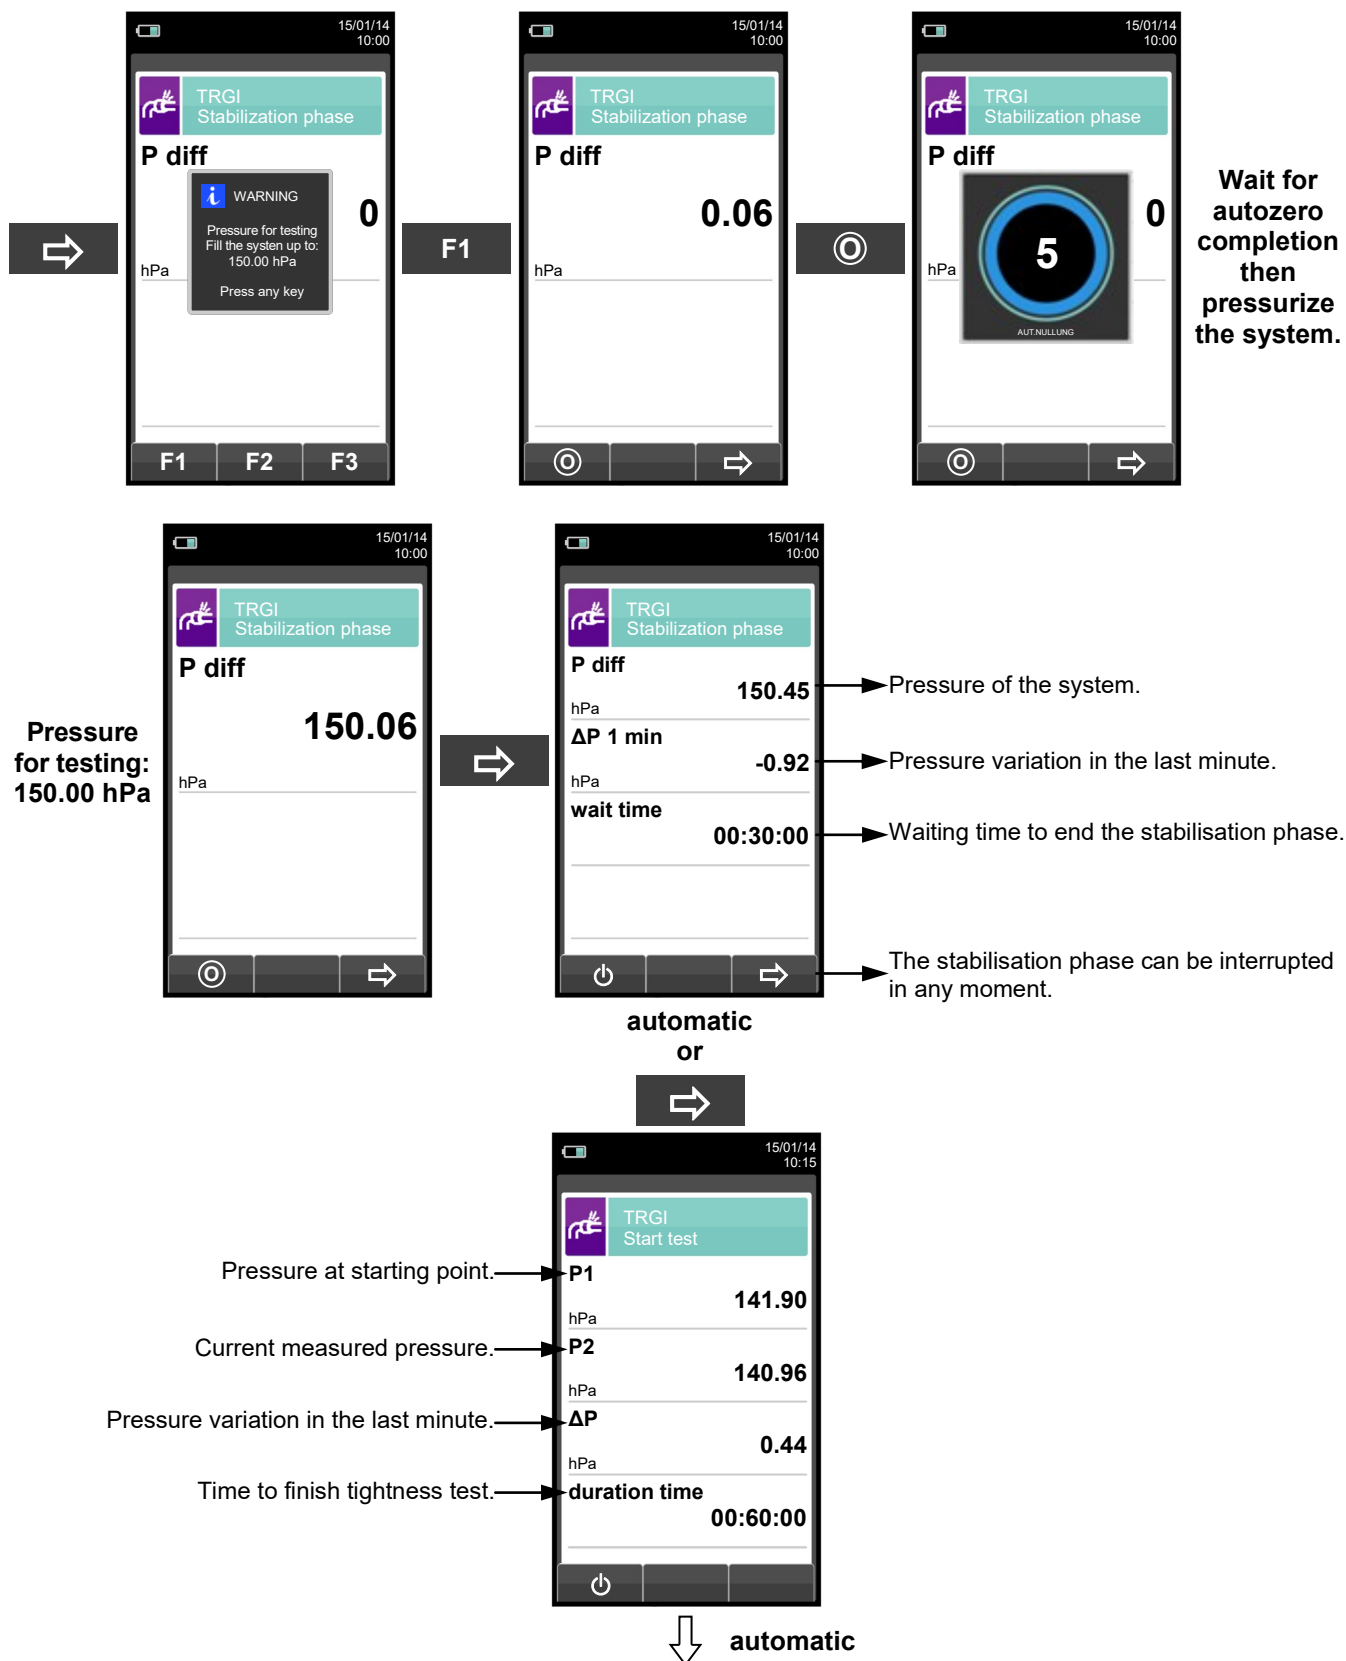 15/01/14
10:00
TRGI
Stabilization phase
P diff
WARNING
Pressure for testing
Fill the systen up to:
150.00 hPa
Press any key
0
hPa
F1 F2 F3
F1
15/01/14
10:00
TRGI
Stabilization phase
P diff
0.06
hPa
15/01/14
10:00
TRGI
Stabilization phase
P diff
0
hPa
5
AUT.NULLUNG
Wait for
autozero
completion
then
pressurize
the system.
Pressure
for testing:
150.00 hPa
15/01/14
10:00
TRGI
Stabilization phase
P diff
150.06
hPa
15/01/14
10:00
TRGI
Stabilization phase
P diff
150.45
hPa
ΔP 1 min
-0.92
hPa
wait time
00:30:00
Pressure of the system.
Pressure variation in the last minute.
Waiting time to end the stabilisation phase.
The stabilisation phase can be interrupted
in any moment.
automatic
or
15/01/14
10:15
TRGI
Start test
Pressure at starting point.
P1
141.90
hPa
Current measured pressure.
P2
140.96
hPa
Pressure variation in the last minute.
ΔP
0.44
hPa
Time to finish tightness test.
duration time
00:60:00
automatic